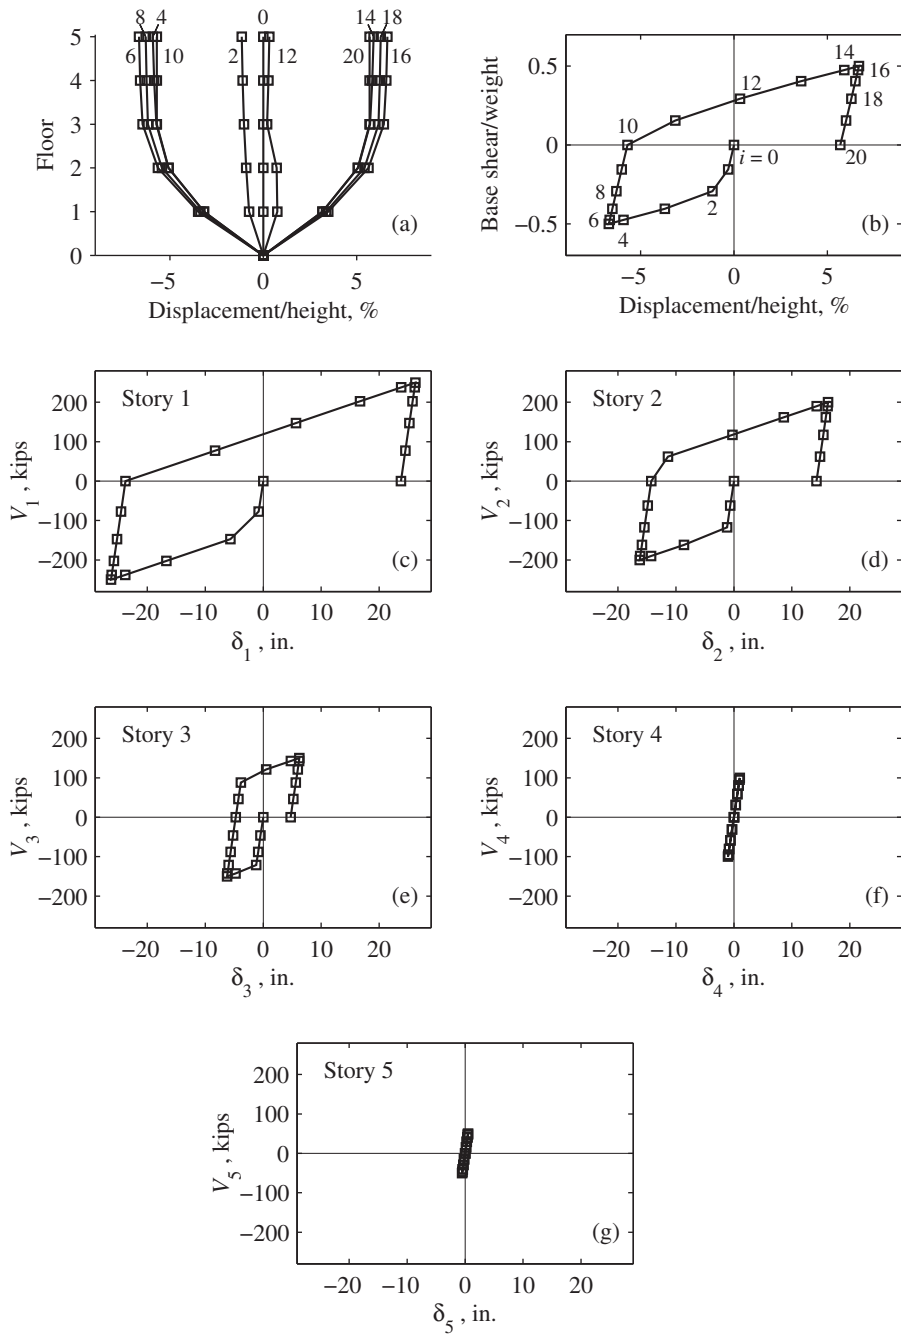 8 4 0 14 18
6 10 2 12 20 16
5
4
3
2
1
0
Floor
−5 0 5
Displacement/height, %
(a)
0.5
0
−0.5
Base shear/weight
14
16
12
18
10
i = 0
20
8
6
4
2
−5 0 5
Displacement/height, %
(b)
Story 1
200
100
0
−100
−200
V1 , kips
(c)
−20 −10 0 10 20
δ1 , in.
Story 2
200
100
0
−100
−200
V2 , kips
(d)
−20 −10 0 10 20
δ2 , in.
Story 3
200
100
0
−100
−200
V3 , kips
(e)
−20 −10 0 10 20
δ3 , in.
Story 4
200
100
0
−100
−200
V4 , kips
(f)
−20 −10 0 10 20
δ4 , in.
Story 5
200
100
0
−100
−200
V5 , kips
(g)
−20 −10 0 10 20
δ5 , in.